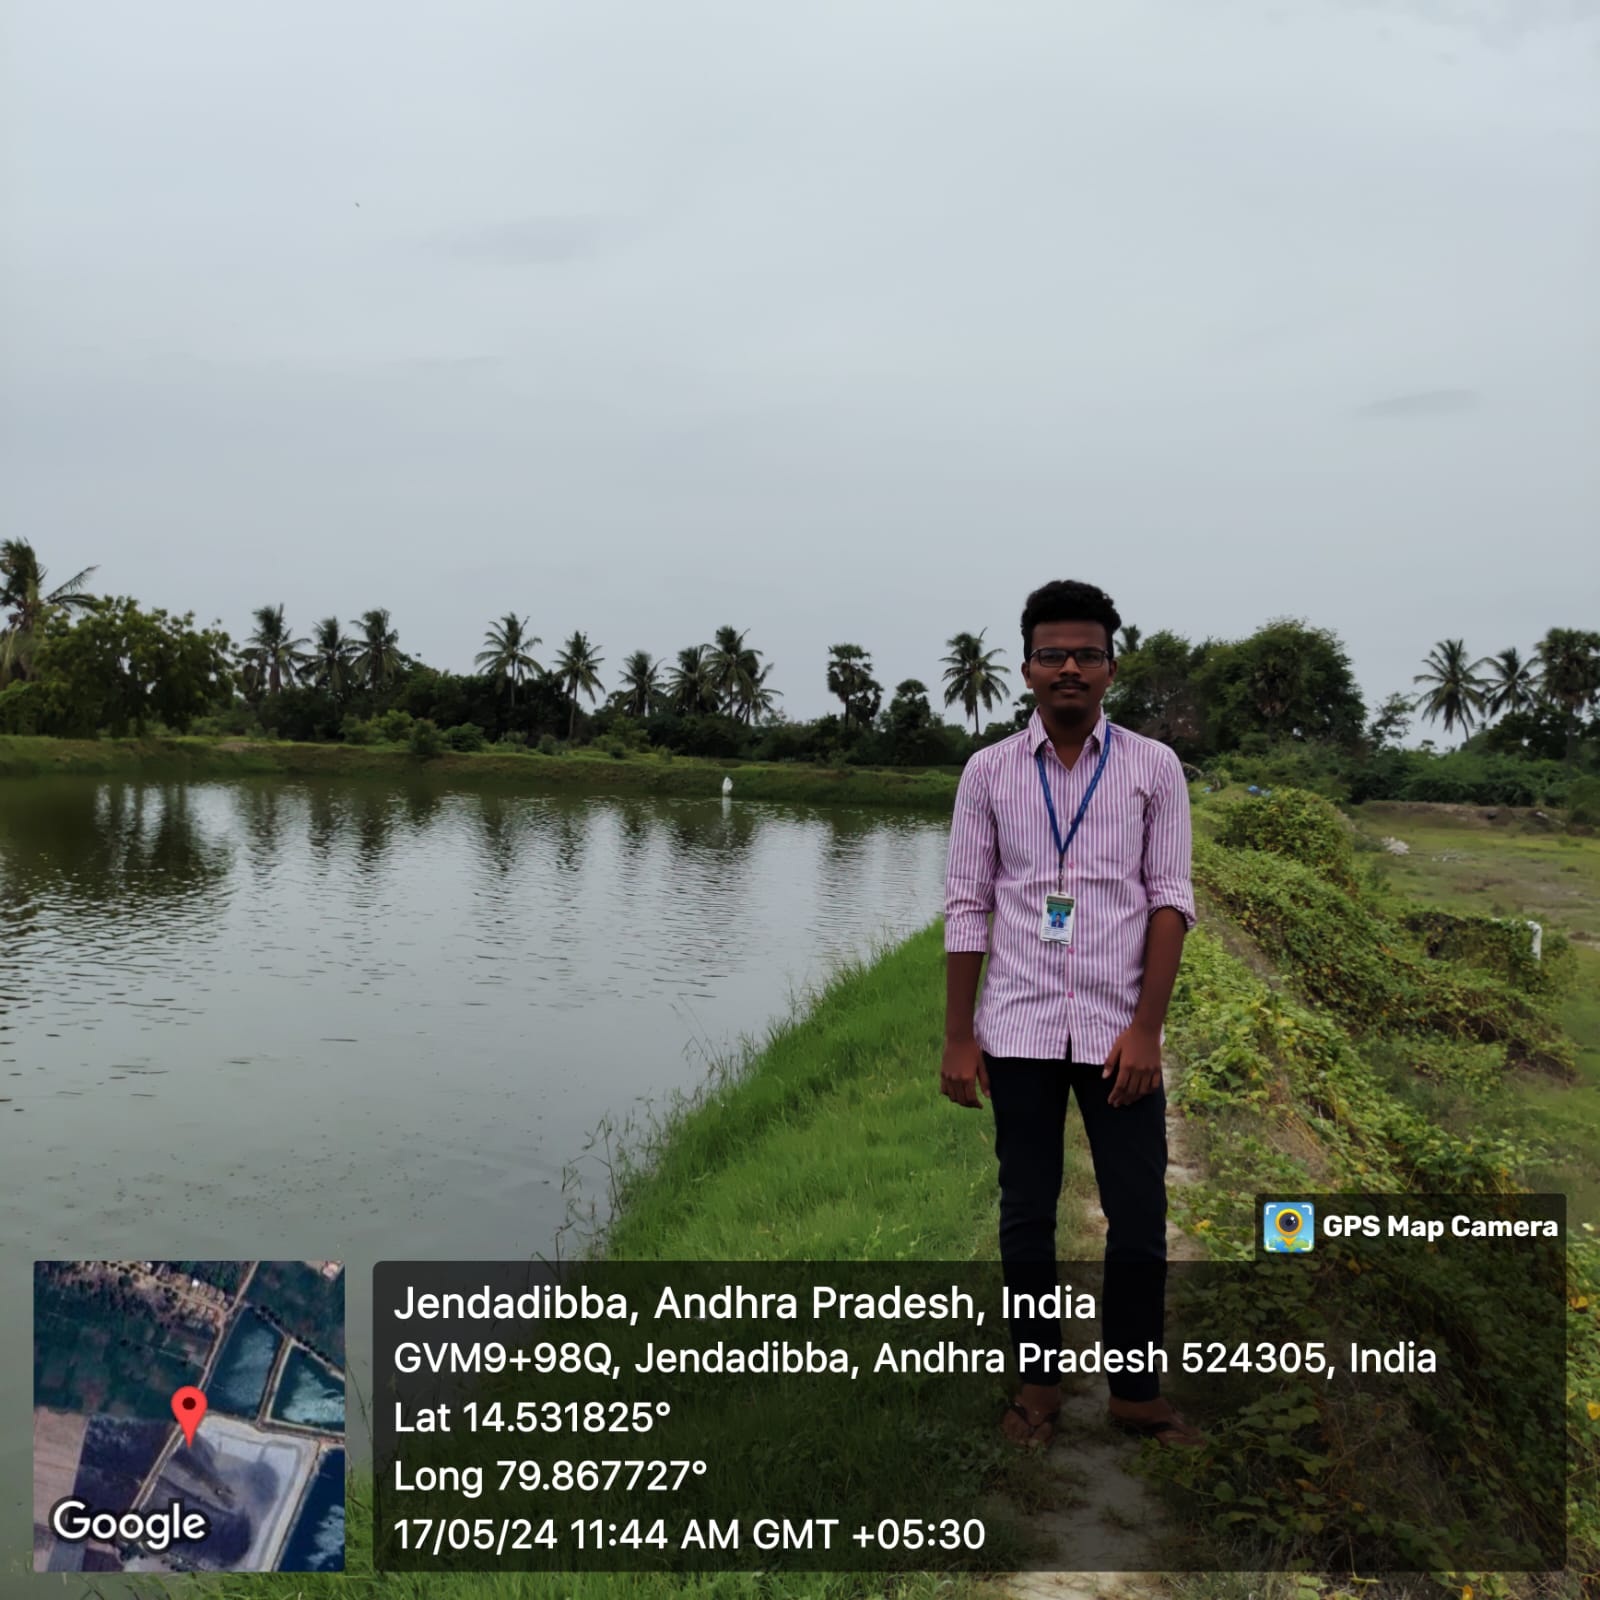 GPS Map Camera
Jendadibba, Andhra Pradesh, India
GVM9+98Q, Jendadibba, Andhra Pradesh 524305, India
Lat 14.531825°
Long 79.867727°
17/05/24 11:44 AM GMT +05:30
Google